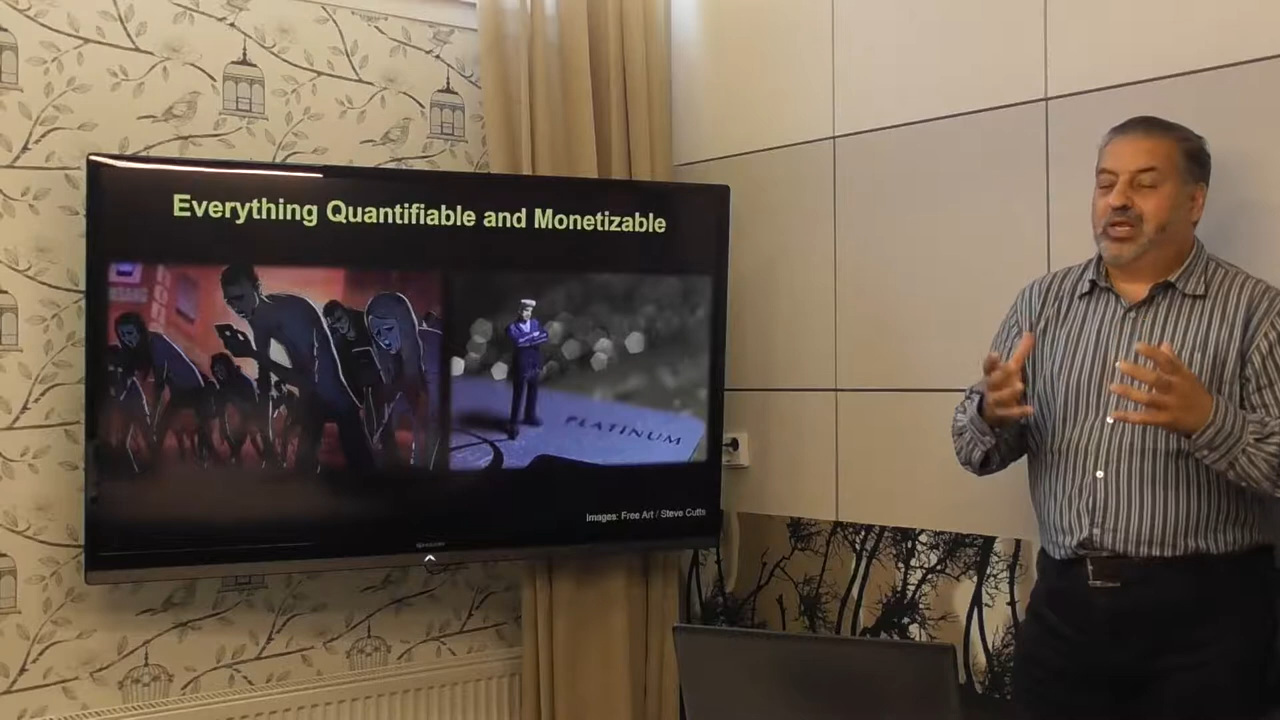 Everything Quantifiable and Monetizable
PLATINUM
Images: Free Art / Steve Cutts